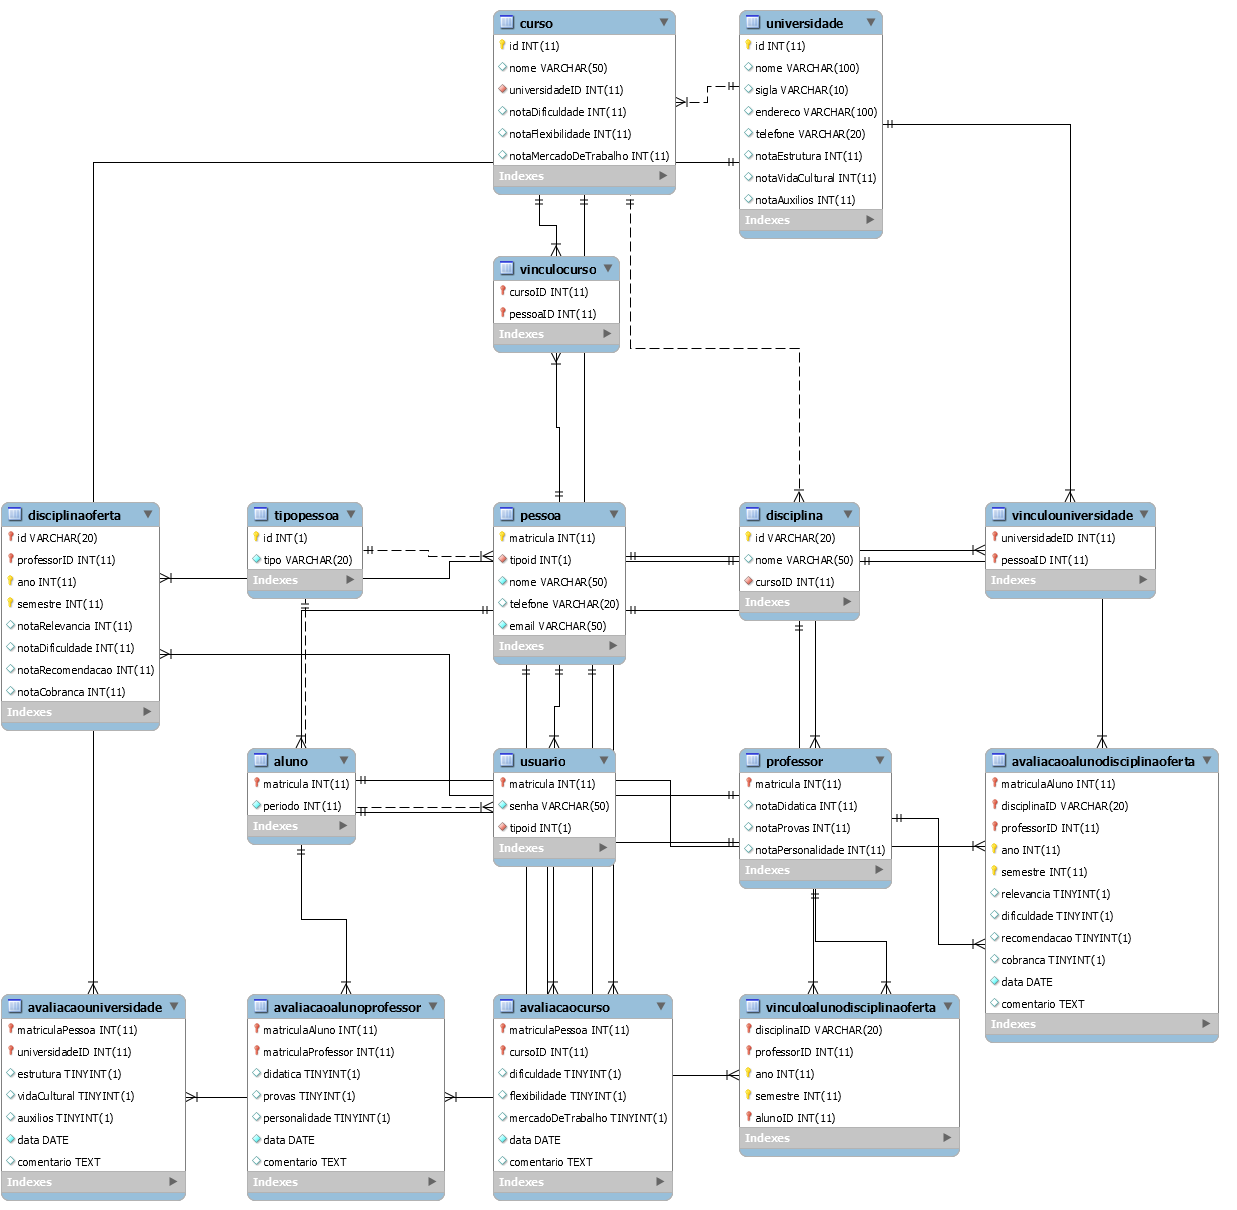 curso
id INT(11)
nome VARCHAR(50)
universidadeID INT(11)
notaDificuldade INT(11)
notaFlexibilidade INT(11)
notaMercadoDeTrabalho INT(11)
Indexes
universidade
id INT(11)
nome VARCHAR(100)
sigla VARCHAR(10)
endereco VARCHAR(100)
telefone VARCHAR(20)
notaEstrutura INT(11)
notaVidaCultural INT(11)
notaAuxilios INT(11)
Indexes
vinculocurso
cursoID INT(11)
pessoaID INT(11)
Indexes
disciplinaoferta
id VARCHAR(20)
professorID INT(11)
ano INT(11)
semestre INT(11)
notaRelevancia INT(11)
notaDificuldade INT(11)
notaRecomendacao INT(11)
notaCobranca INT(11)
Indexes
tipopessoa
id INT(1)
tipo VARCHAR(20)
Indexes
pessoa
matricula INT(11)
tipoid INT(1)
nome VARCHAR(50)
telefone VARCHAR(20)
email VARCHAR(50)
Indexes
disciplina
id VARCHAR(20)
nome VARCHAR(50)
cursoID INT(11)
Indexes
vinculouniversidade
universidadeID INT(11)
pessoaID INT(11)
Indexes
aluno
matricula INT(11)
periodo INT(11)
Indexes
usuario
matricula INT(11)
senha VARCHAR(50)
tipoid INT(1)
Indexes
professor
matricula INT(11)
notaDidatica INT(11)
notaProvas INT(11)
notaPersonalidade INT(11)
Indexes
avaliacaoalunodisciplinaoferta
matriculaAluno INT(11)
disciplinaID VARCHAR(20)
professorID INT(11)
ano INT(11)
semestre INT(11)
relevancia TINYINT(1)
dificuldade TINYINT(1)
recomendacao TINYINT(1)
cobranca TINYINT(1)
data DATE
comentario TEXT
Indexes
avaliacaouniversidade
matriculaPessoa INT(11)
universidadeID INT(11)
estrutura TINYINT(1)
vidaCultural TINYINT(1)
auxilios TINYINT(1)
data DATE
comentario TEXT
Indexes
avaliacaoalunoprofessor
matriculaAluno INT(11)
matriculaProfessor INT(11)
didatica TINYINT(1)
provas TINYINT(1)
personalidade TINYINT(1)
data DATE
comentario TEXT
Indexes
avaliacaocurso
matriculaPessoa INT(11)
cursoID INT(11)
dificuldade TINYINT(1)
flexibilidade TINYINT(1)
mercadoDeTrabalho TINYINT(1)
data DATE
comentario TEXT
Indexes
vinculoalunodisciplinaoferta
disciplinaID VARCHAR(20)
professorID INT(11)
ano INT(11)
semestre INT(11)
alunoID INT(11)
Indexes